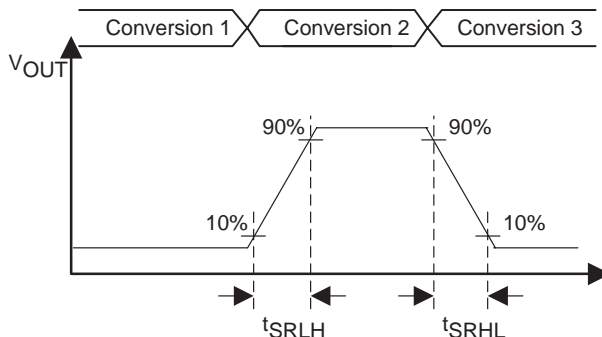 Conversion 1 Conversion 2 Conversion 3
VOUT
90% 90%
10% 10%
tSRLH tSRHL